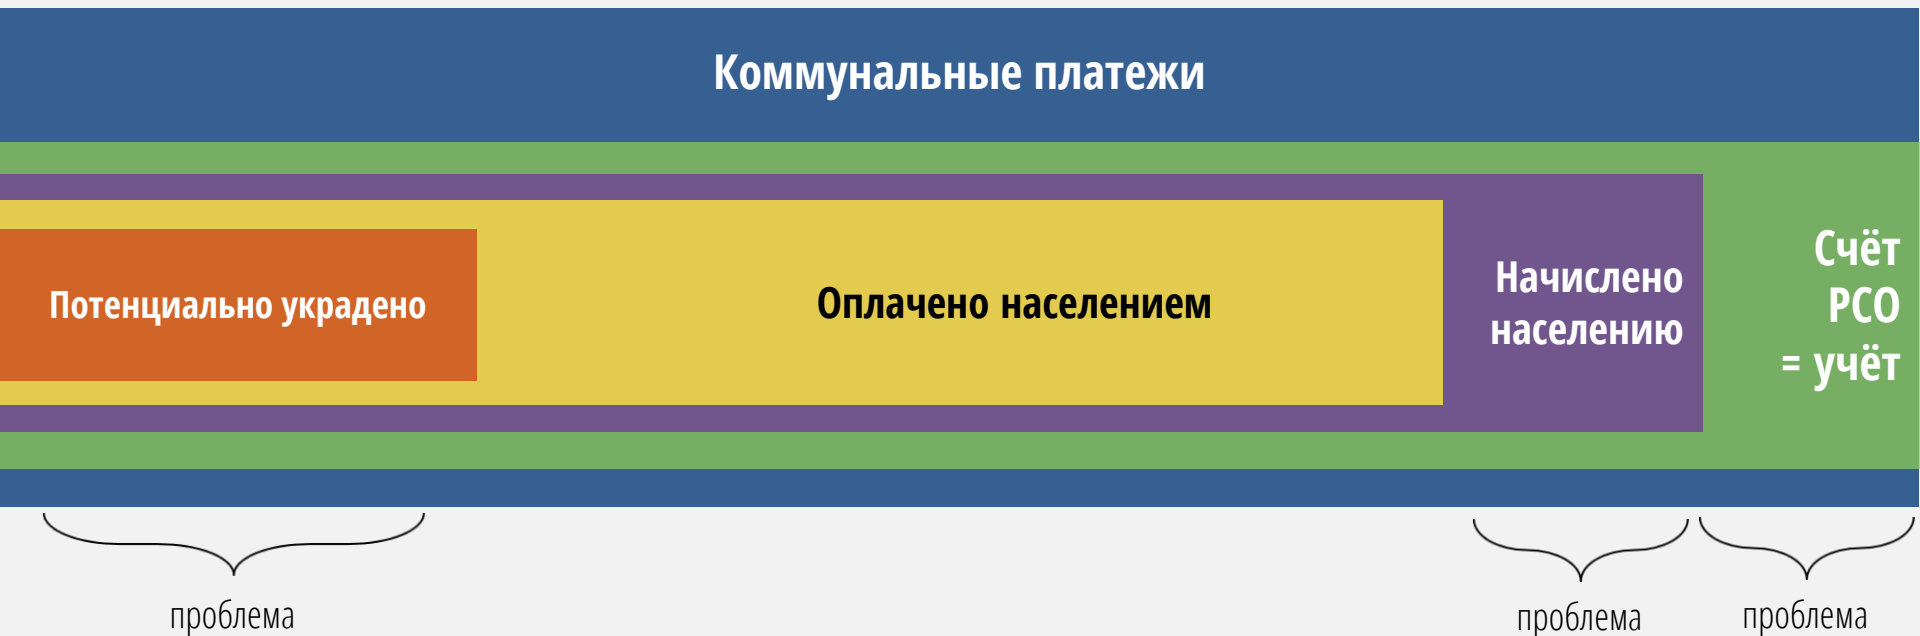 Коммунальные платежи
Потенциально украдено
Оплачено населением
Начислено
населению
Счёт
РСО
= учёт
проблема
проблема
проблема